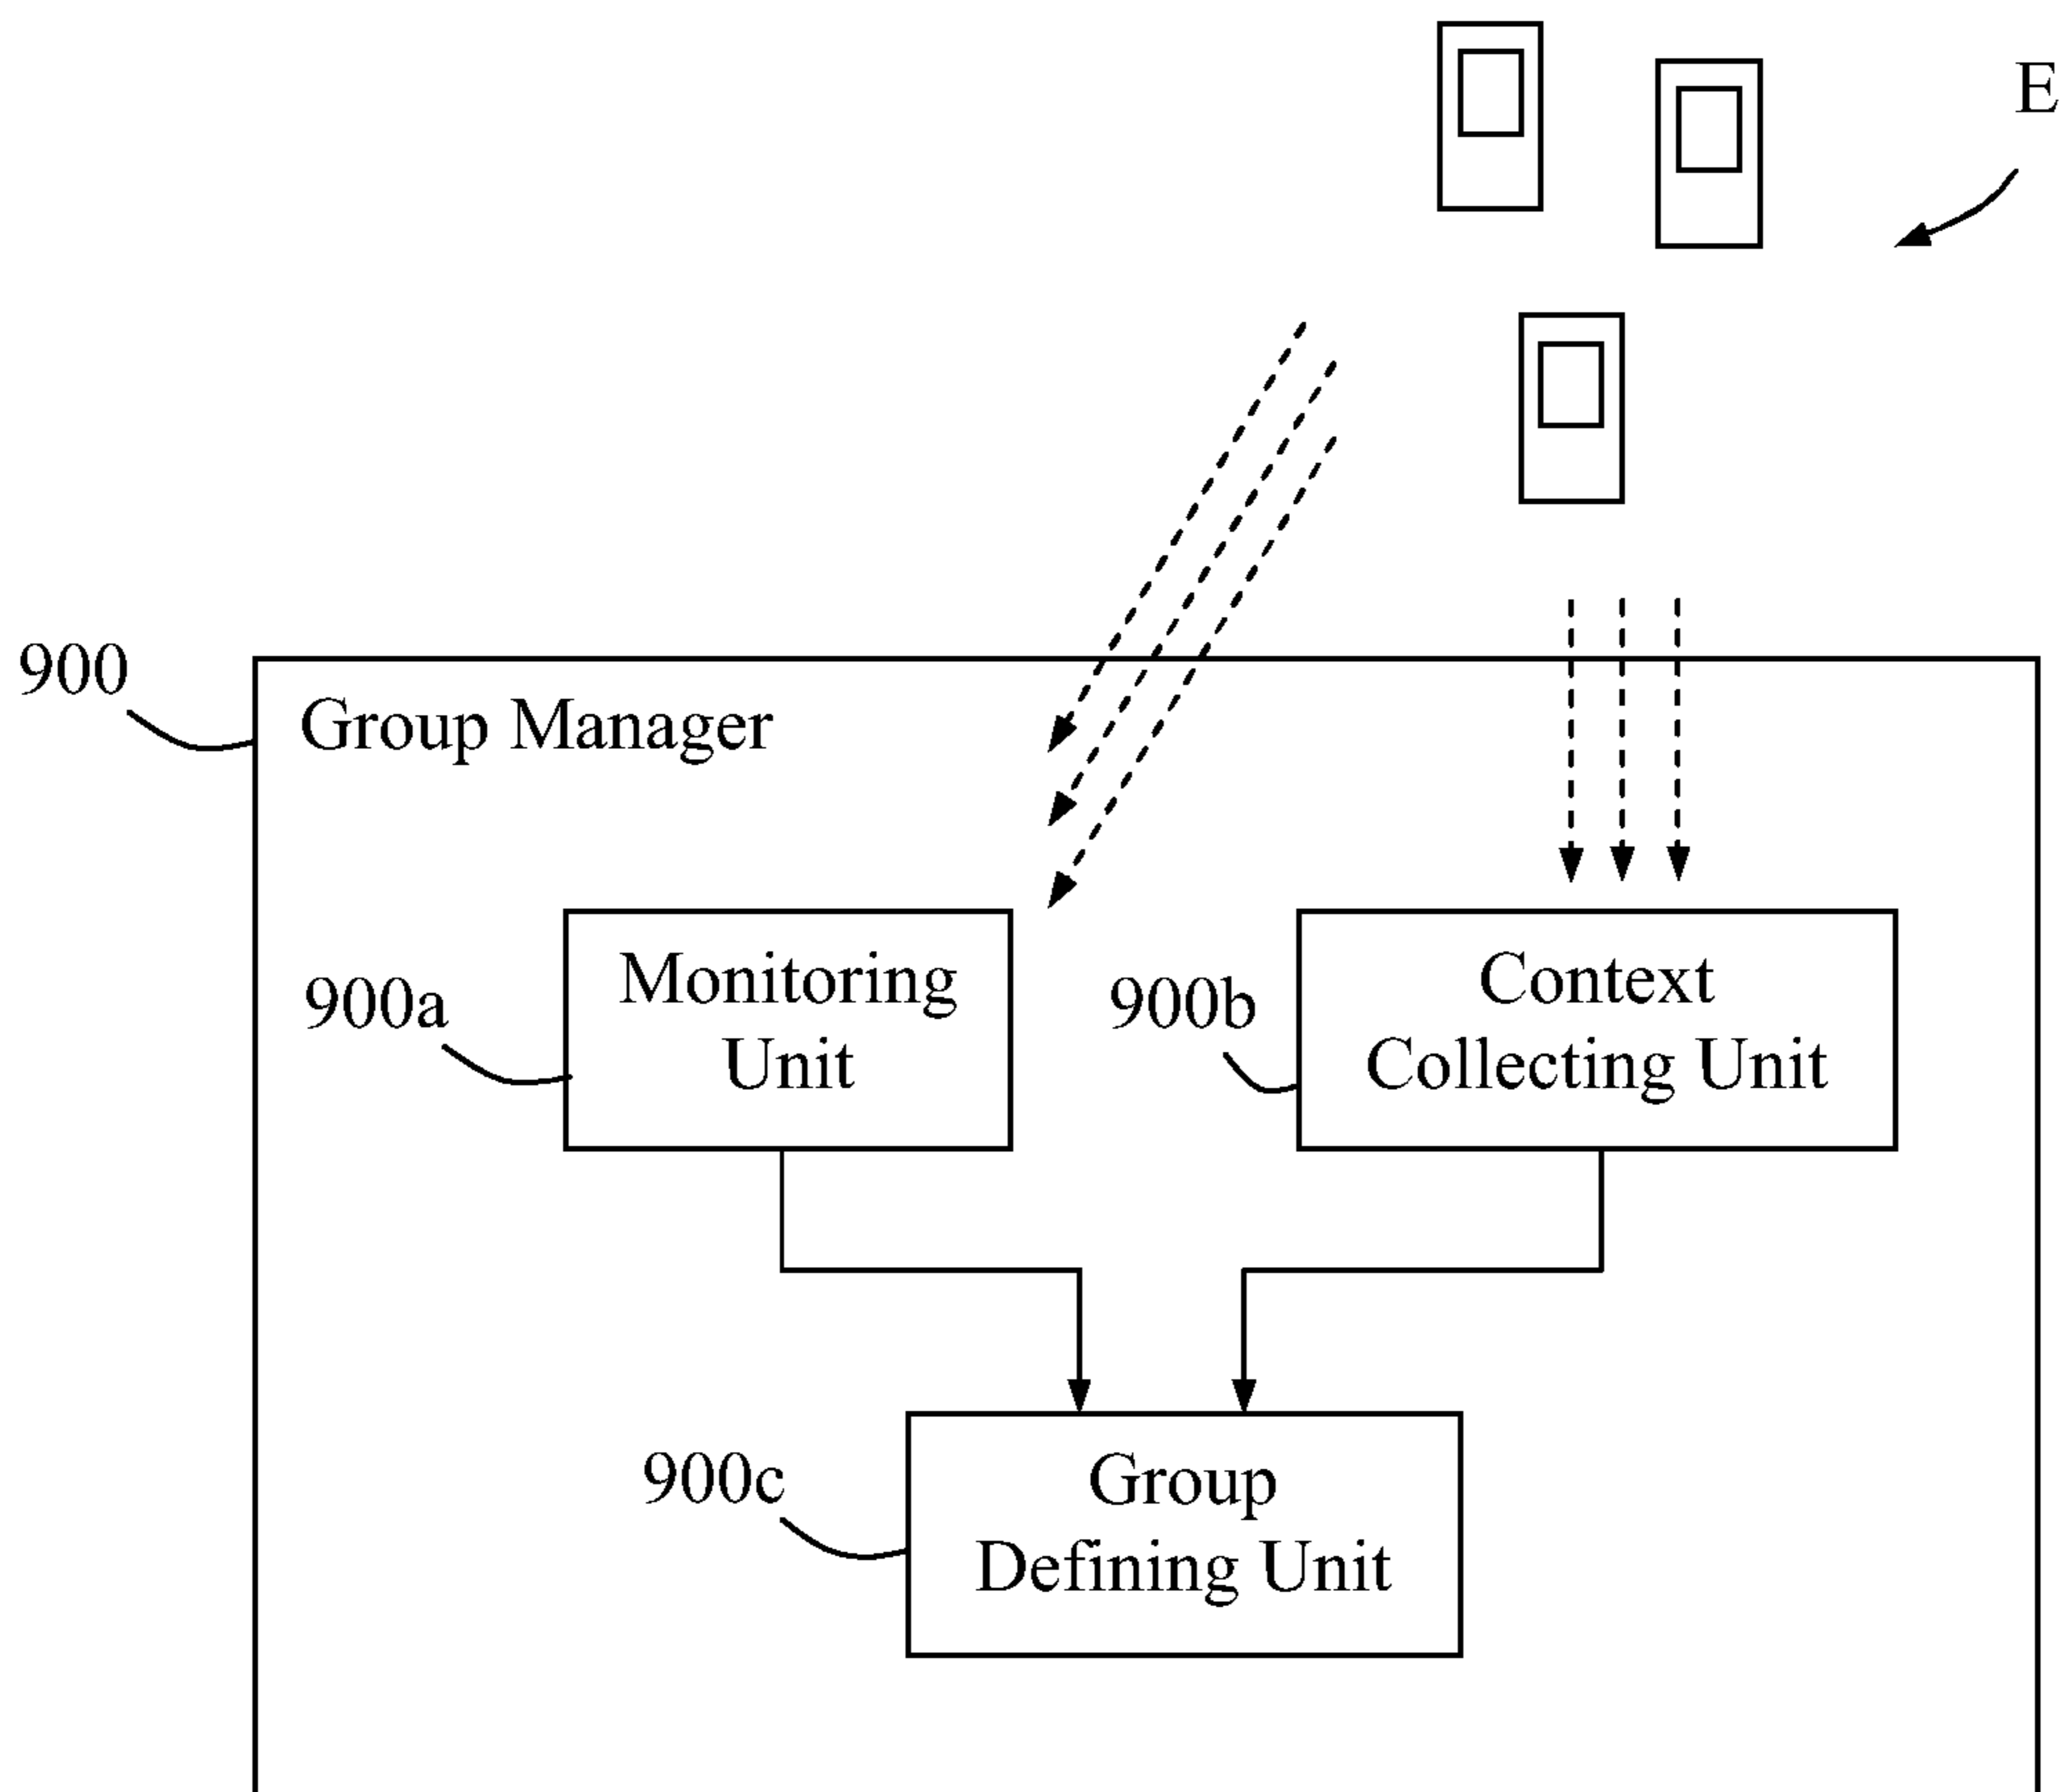 E
900
Group Manager
900a
Monitoring
Unit
900b
Context
Collecting Unit
900c
Group
Defining Unit